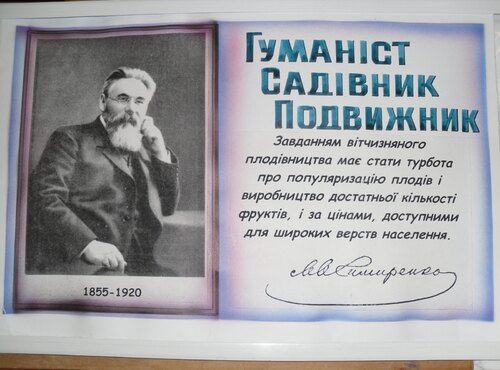 Гуманіст
Садівник
Подвижник
Завданням вітчизняного
плодівництва має стати турбота
про популяризацію плодів і
виробництво достатньої кількості
фруктів, і за цінами, доступними
для широких верств населення.
Симиренко
1855-1920